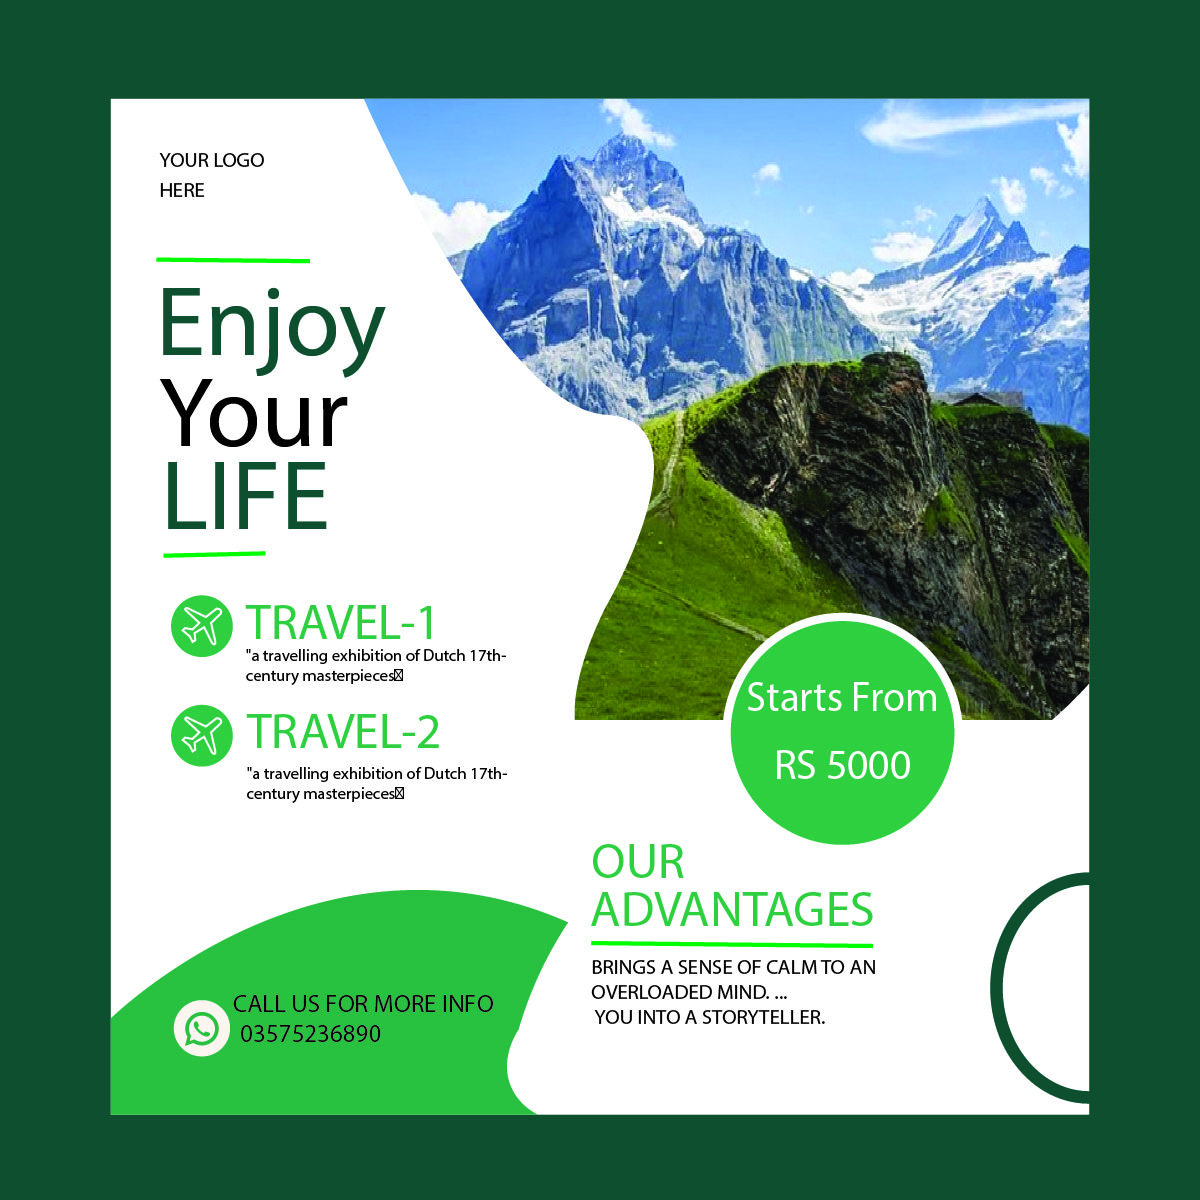 YOUR LOGO
HERE
Enjoy
Your
LIFE
TRAVEL-1
"a travelling exhibition of Dutch 17th-
century masterpieces
TRAVEL-2
"a travelling exhibition of Dutch 17th-
century masterpieces
Starts From
RS 5000
OUR
ADVANTAGES
BRINGS A SENSE OF CALM TO AN
OVERLOADED MIND. ...
YOU INTO A STORYTELLER.
CALL US FOR MORE INFO
03575236890